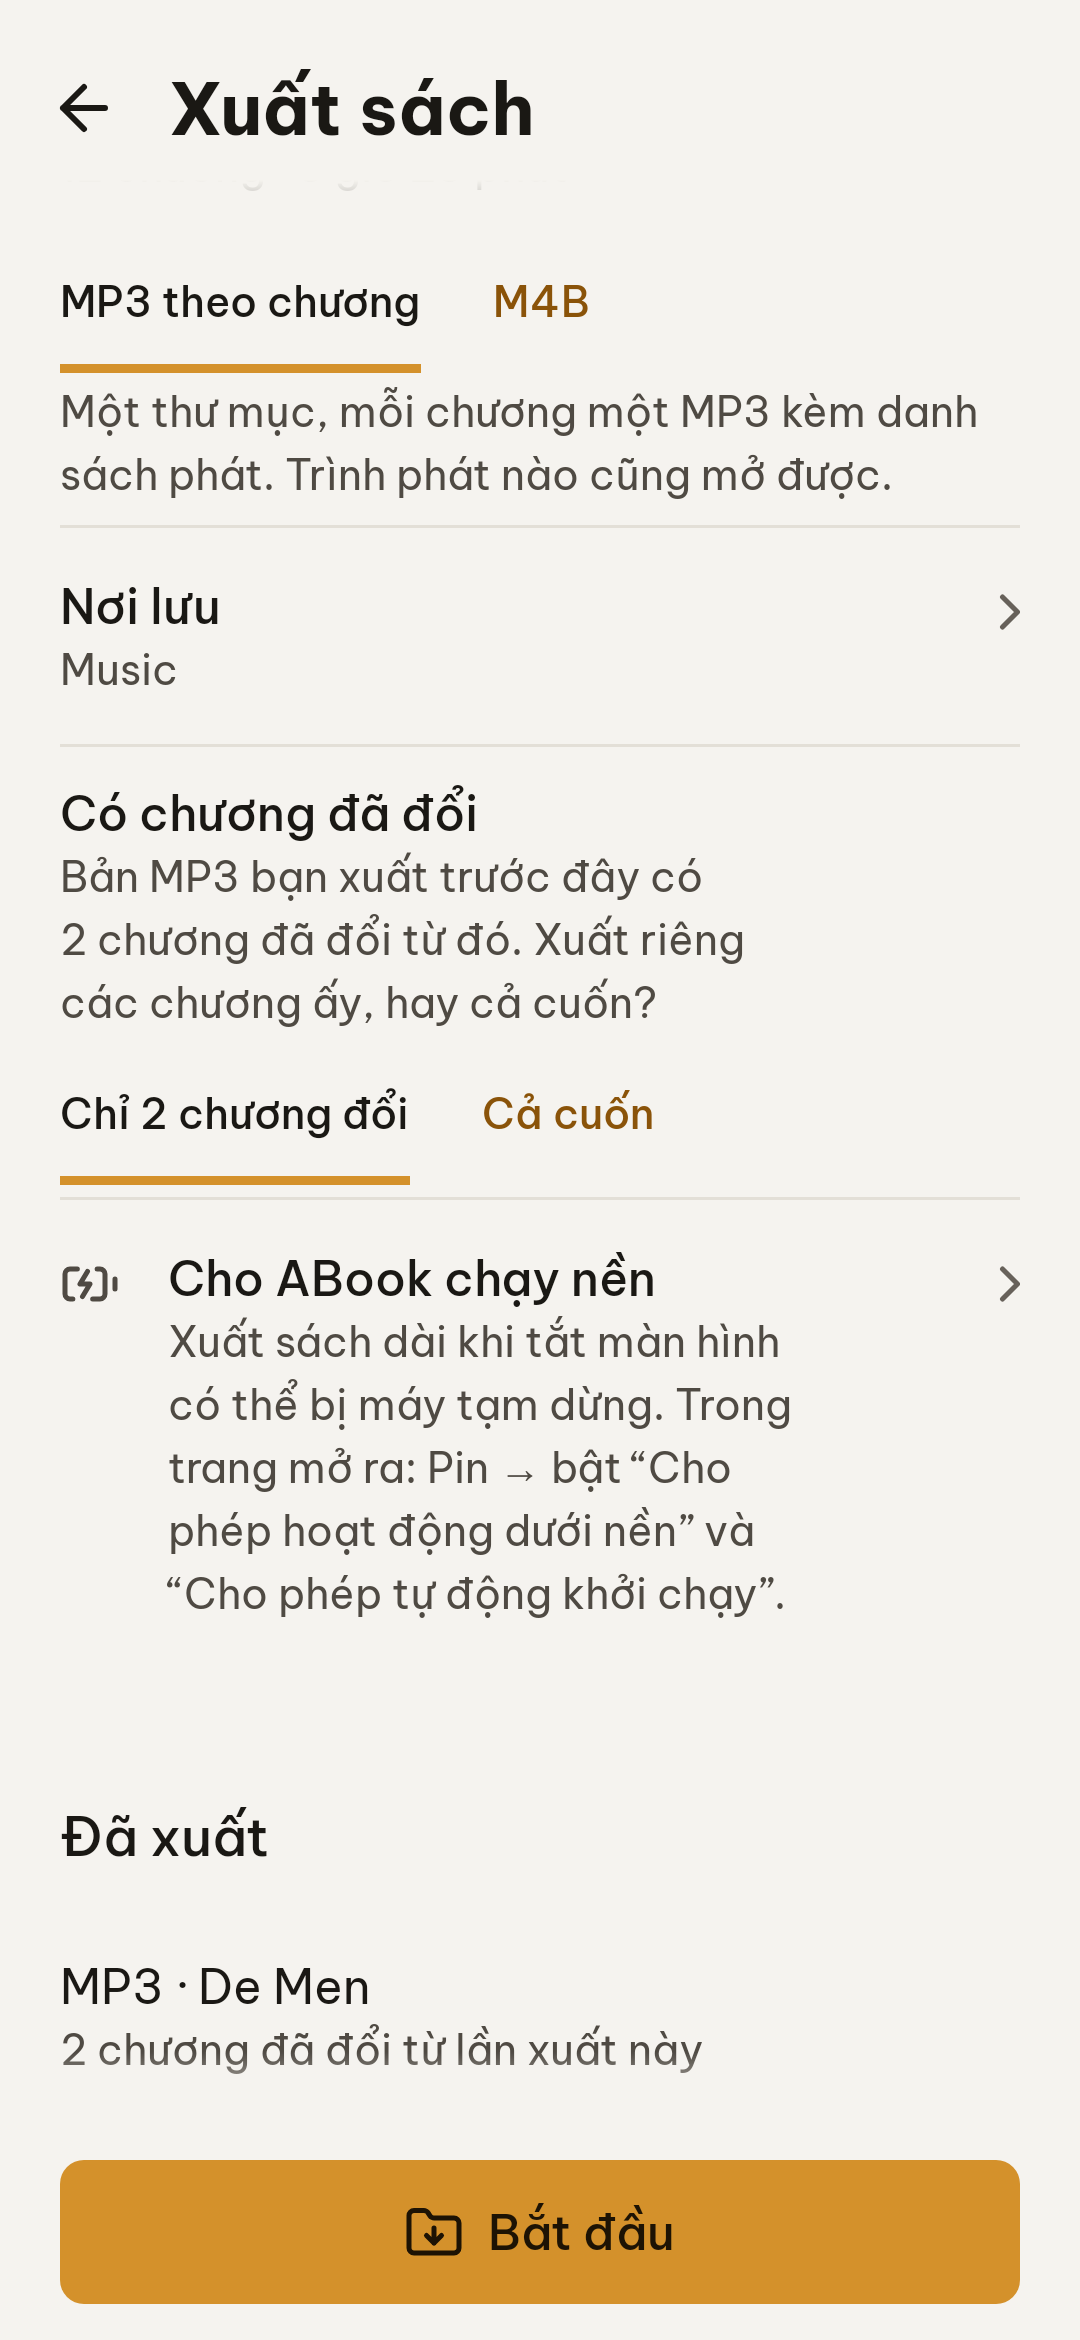 Xuất sách
MP3 theo chương
M4B
Một thư mục, mỗi chương một MP3 kèm danh
sách phát. Trình phát nào cũng mở được.
Nơi lưu
Music
Có chương đã đổi
Bản MP3 bạn xuất trước đây có
2 chương đã đổi từ đó. Xuất riêng
các chương ấy, hay cả cuốn?
Chỉ 2 chương đổi
Cả cuốn
Cho ABook chạy nền
Xuất sách dài khi tắt màn hình
có thể bị máy tạm dừng. Trong
trang mở ra: Pin → bật “Cho
phép hoạt động dưới nền” và
“Cho phép tự động khởi chạy”.
Đã xuất
MP3 · De Men
2 chương đã đổi từ lần xuất này
Bắt đầu